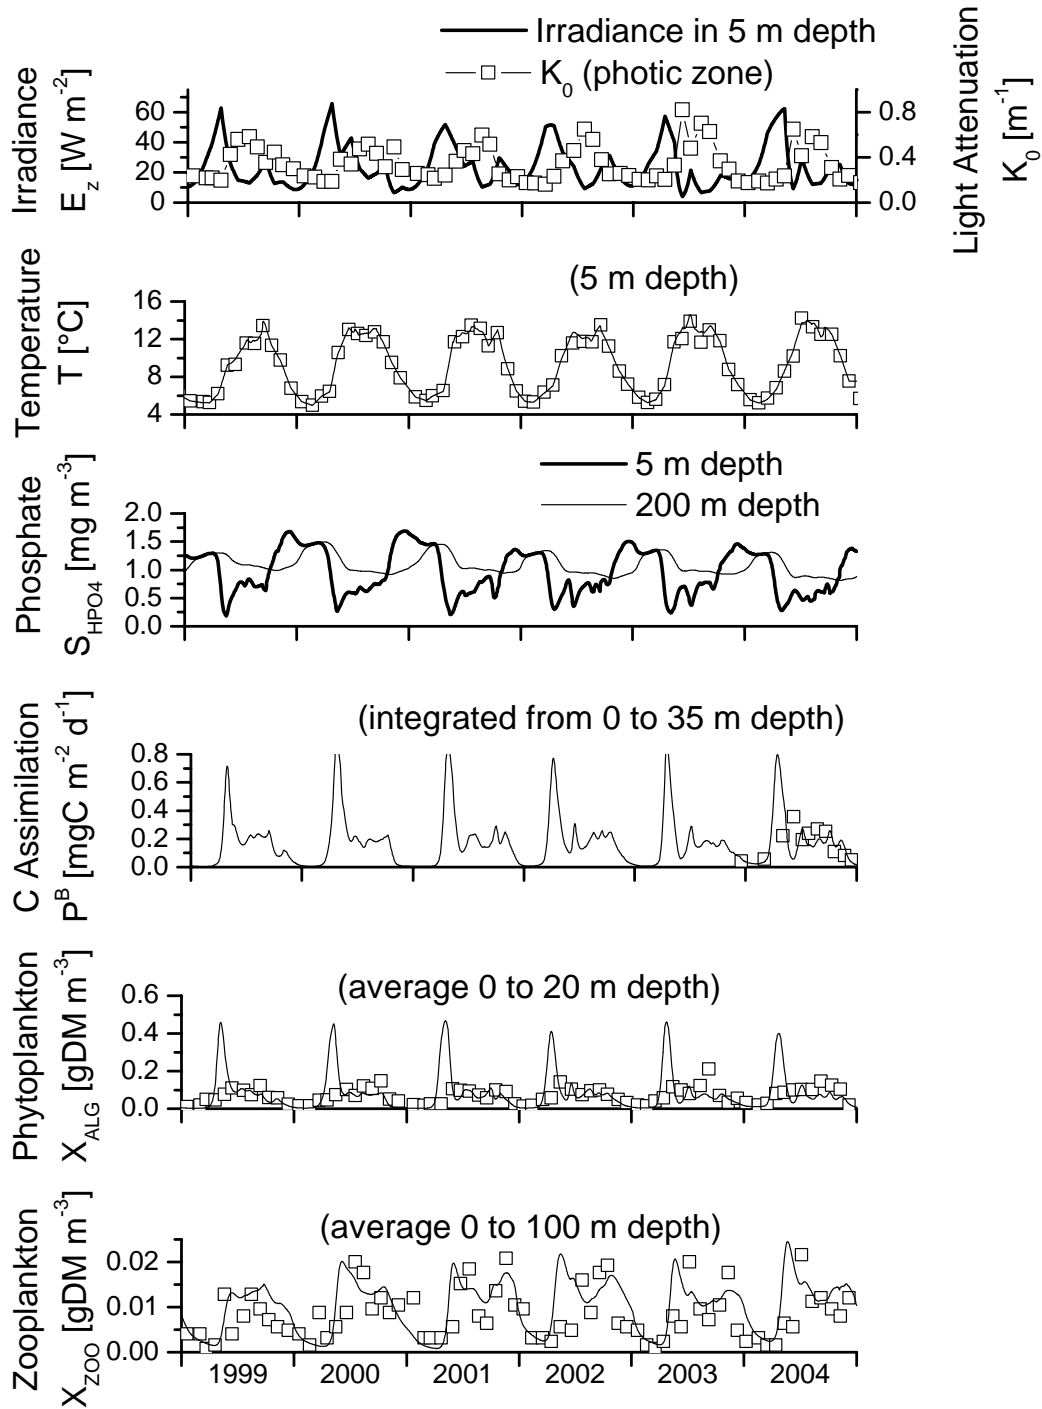 Irradiance in 5 m depth
K₀ (photic zone)
Irradiance
E_z [W m⁻²]
60
40
20
0
0.8
0.4
0.0
Light Attenuation
K₀ [m⁻¹]
(5 m depth)
Temperature
T [°C]
16
12
8
4
5 m depth
200 m depth
Phosphate
S_HPO4 [mg m⁻³]
2.0
1.5
1.0
0.5
0.0
(integrated from 0 to 35 m depth)
C Assimilation
P^B [mgC m⁻² d⁻¹]
0.8
0.6
0.4
0.2
0.0
(average 0 to 20 m depth)
Phytoplankton
X_ALG [gDM m⁻³]
0.6
0.4
0.2
0.0
(average 0 to 100 m depth)
Zooplankton
X_ZOO [gDM m⁻³]
0.02
0.01
0.00
1999 2000 2001 2002 2003 2004